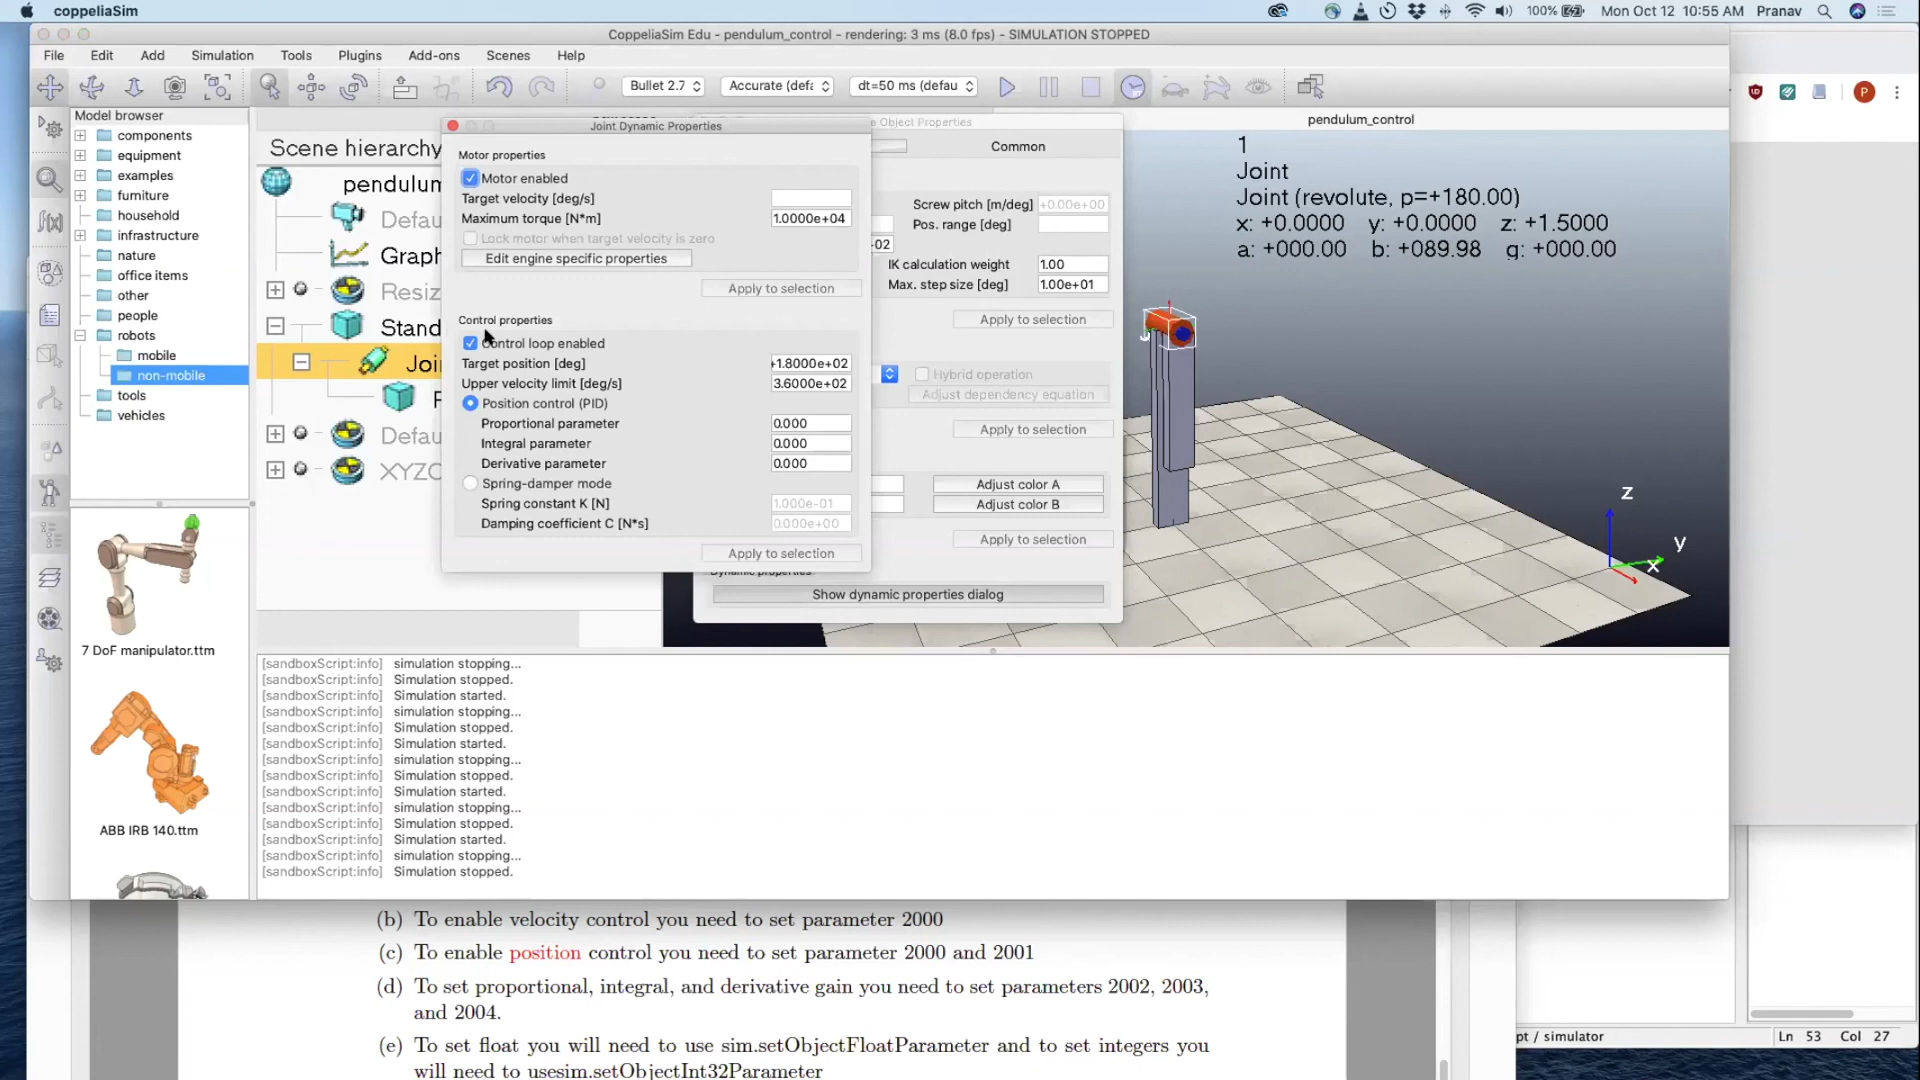 coppeliaSim
100%
Mon Oct 12 10:55 AM Pranav
CoppeliaSim Edu - pendulum_control - rendering: 3 ms (8.0 fps) - SIMULATION STOPPED
File Edit Add Simulation Tools Plugins Add-ons Scenes Help
Bullet 2.7 Accurate (defa dt=50 ms (defau
Model browser
components
equipment
examples
furniture
household
infrastructure
nature
office items
other
people
robots
mobile
non-mobile
tools
vehicles
7 DoF manipulator.ttm
ABB IRB 140.ttm
Scene hierarchy
pendulum
Defau
Graph
Resiz
Stand
Joi
Defau
XYZC
Joint Dynamic Properties
Motor properties
Motor enabled
Target velocity [deg/s]
Maximum torque [N*m] 1.0000e+04
Lock motor when target velocity is zero
Edit engine specific properties
Apply to selection
Control properties
Control loop enabled
Target position [deg] +1.8000e+02
Upper velocity limit [deg/s] 3.6000e+02
Position control (PID)
Proportional parameter 0.000
Integral parameter 0.000
Derivative parameter 0.000
Spring-damper mode
Spring constant K [N] 1.000e-01
Damping coefficient C [N*s] 0.000e+00
Apply to selection
e Object Properties
Common
Screw pitch [m/deg] +0.00e+00
Pos. range [deg]
-02
IK calculation weight 1.00
Max. step size [deg] 1.00e+01
Apply to selection
Hybrid operation
Adjust dependency equation
Apply to selection
Adjust color A
Adjust color B
Apply to selection
Dynamic properties
Show dynamic properties dialog
pendulum_control
1
Joint
Joint (revolute, p=+180.00)
x: +0.0000 y: +0.0000 z: +1.5000
a: +000.00 b: +089.98 g: +000.00
z
y
x
[sandboxScript:info] simulation stopping...
[sandboxScript:info] Simulation stopped.
[sandboxScript:info] Simulation started.
[sandboxScript:info] simulation stopping...
[sandboxScript:info] Simulation stopped.
[sandboxScript:info] Simulation started.
[sandboxScript:info] simulation stopping...
[sandboxScript:info] Simulation stopped.
[sandboxScript:info] Simulation started.
[sandboxScript:info] simulation stopping...
[sandboxScript:info] Simulation stopped.
[sandboxScript:info] Simulation started.
[sandboxScript:info] simulation stopping...
[sandboxScript:info] Simulation stopped.
(b) To enable velocity control you need to set parameter 2000
(c) To enable position control you need to set parameter 2000 and 2001
(d) To set proportional, integral, and derivative gain you need to set parameters 2002, 2003,
and 2004.
(e) To set float you will need to use sim.setObjectFloatParameter and to set integers you
will need to usesim.setObjectInt32Parameter
pt / simulator Ln 53 Col 27
P